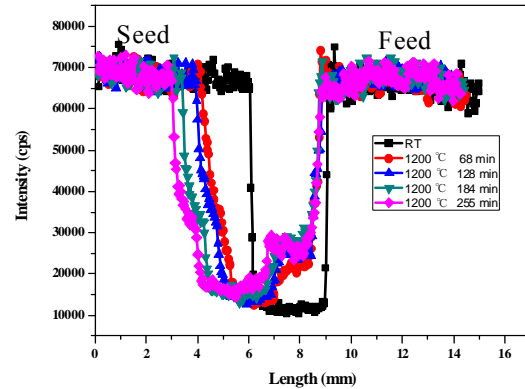 Seed
Feed
80000
70000
60000
50000
40000
30000
20000
10000
Intensity (cps)
RT
1200 ℃ 68 min
1200 ℃ 128 min
1200 ℃ 184 min
1200 ℃ 255 min
0 2 4 6 8 10 12 14 16
Length (mm)